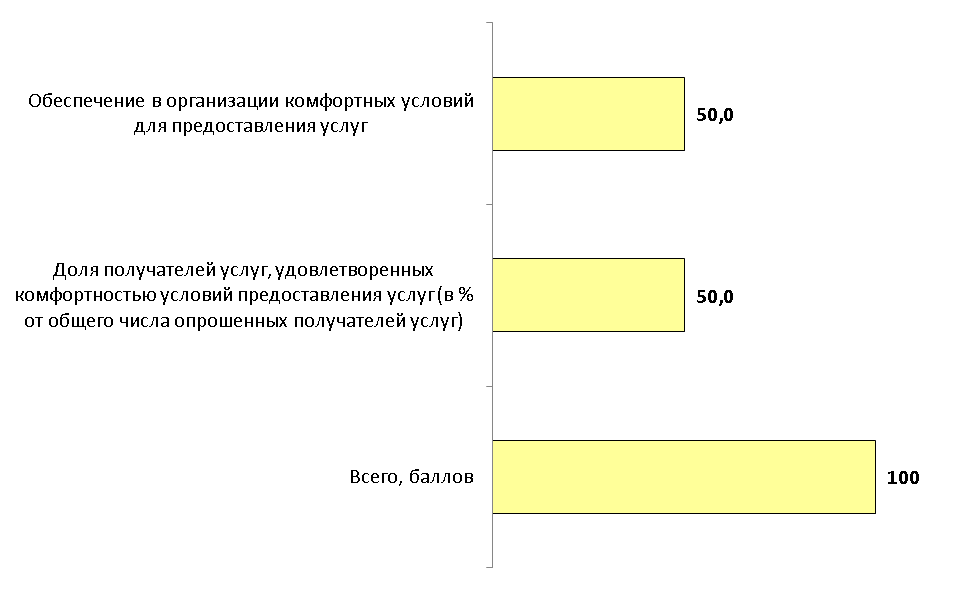 Обеспечение в организации комфортных условий
для предоставления услуг
50,0
Доля получателей услуг, удовлетворенных
комфортностью условий предоставления услуг (в %
от общего числа опрошенных получателей услуг)
50,0
Всего, баллов
100